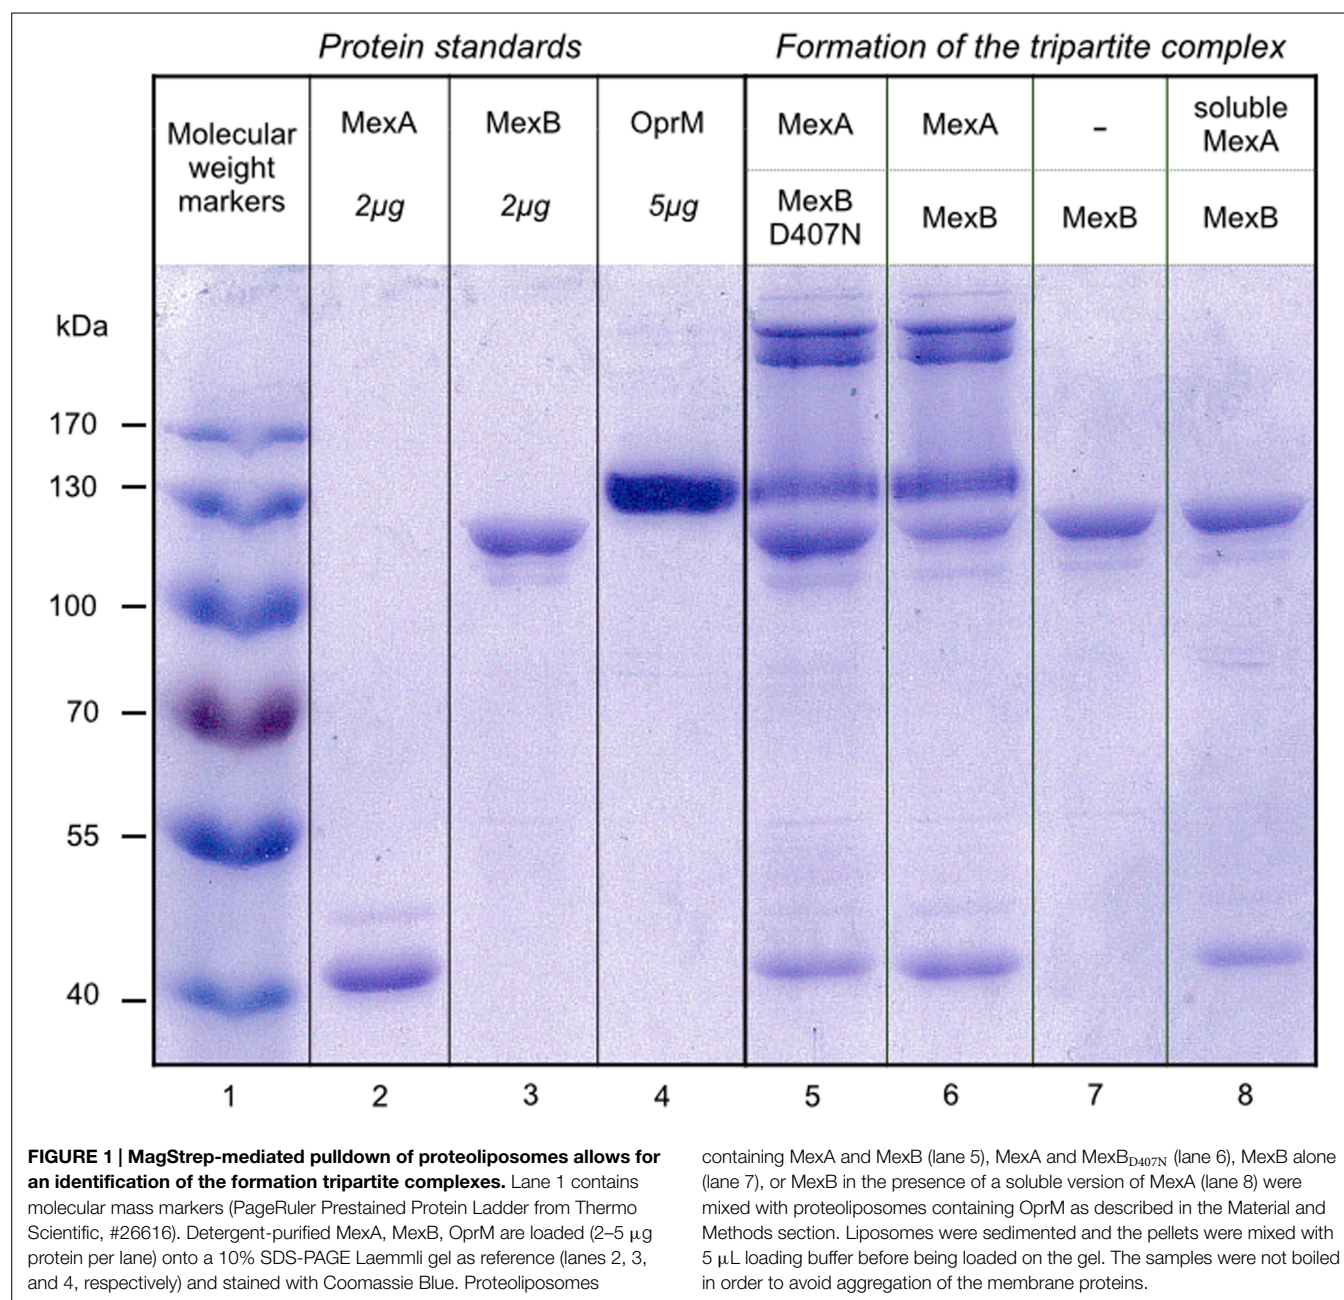 Protein standards
Formation of the tripartite complex
Molecular
weight
markers
MexA
2µg
MexB
2µg
OprM
5µg
MexA
MexB
D407N
MexA
MexB
–
MexB
soluble
MexA
MexB
kDa
170
130
100
70
55
40
1 2 3 4 5 6 7 8
FIGURE 1 | MagStrep-mediated pulldown of proteoliposomes allows for
an identification of the formation tripartite complexes. Lane 1 contains
molecular mass markers (PageRuler Prestained Protein Ladder from Thermo
Scientific, #26616). Detergent-purified MexA, MexB, OprM are loaded (2–5 µg
protein per lane) onto a 10% SDS-PAGE Laemmli gel as reference (lanes 2, 3,
and 4, respectively) and stained with Coomassie Blue. Proteoliposomes
containing MexA and MexB (lane 5), MexA and MexBD407N (lane 6), MexB alone
(lane 7), or MexB in the presence of a soluble version of MexA (lane 8) were
mixed with proteoliposomes containing OprM as described in the Material and
Methods section. Liposomes were sedimented and the pellets were mixed with
5 µL loading buffer before being loaded on the gel. The samples were not boiled
in order to avoid aggregation of the membrane proteins.